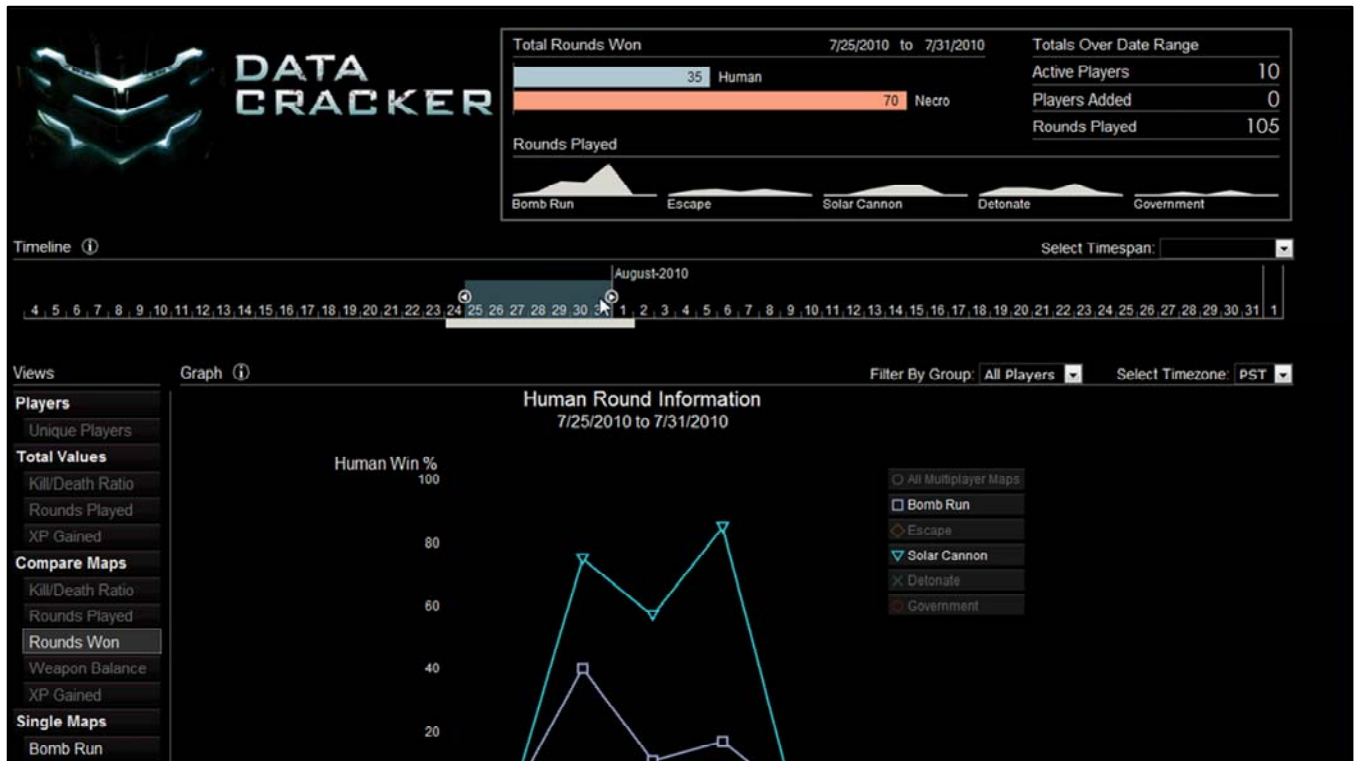 DATA
CRACKER
Total Rounds Won 7/25/2010 to 7/31/2010
35 Human
70 Necro
Rounds Played
Bomb Run Escape Solar Cannon Detonate Government
Totals Over Date Range
Active Players 10
Players Added 0
Rounds Played 105
Timeline i Select Timespan:
August-2010
4 5 6 7 8 9 10 11 12 13 14 15 16 17 18 19 20 21 22 23 24 25 26 27 28 29 30 1 2 3 4 5 6 7 8 9 10 11 12 13 14 15 16 17 18 19 20 21 22 23 24 25 26 27 28 29 30 31 1
Views
Players
Unique Players
Total Values
Kill/Death Ratio
Rounds Played
XP Gained
Compare Maps
Kill/Death Ratio
Rounds Played
Rounds Won
Weapon Balance
XP Gained
Single Maps
Bomb Run
Graph i Filter By Group: All Players Select Timezone: PST
Human Round Information
7/25/2010 to 7/31/2010
Human Win %
100
80
60
40
20
All Multiplayer Maps
Bomb Run
Escape
Solar Cannon
Detonate
Government